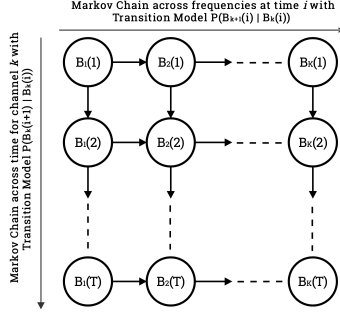 Markov Chain across frequencies at time i with
Transition Model P(Bₖ₊₁(i) | Bₖ(i))
Markov Chain across time for channel k with
Transition Model P(Bₖ(i+1) | Bₖ(i))
B₁(1) B₂(1) Bₖ(1)
B₁(2) B₂(2) Bₖ(2)
B₁(T) B₂(T) Bₖ(T)